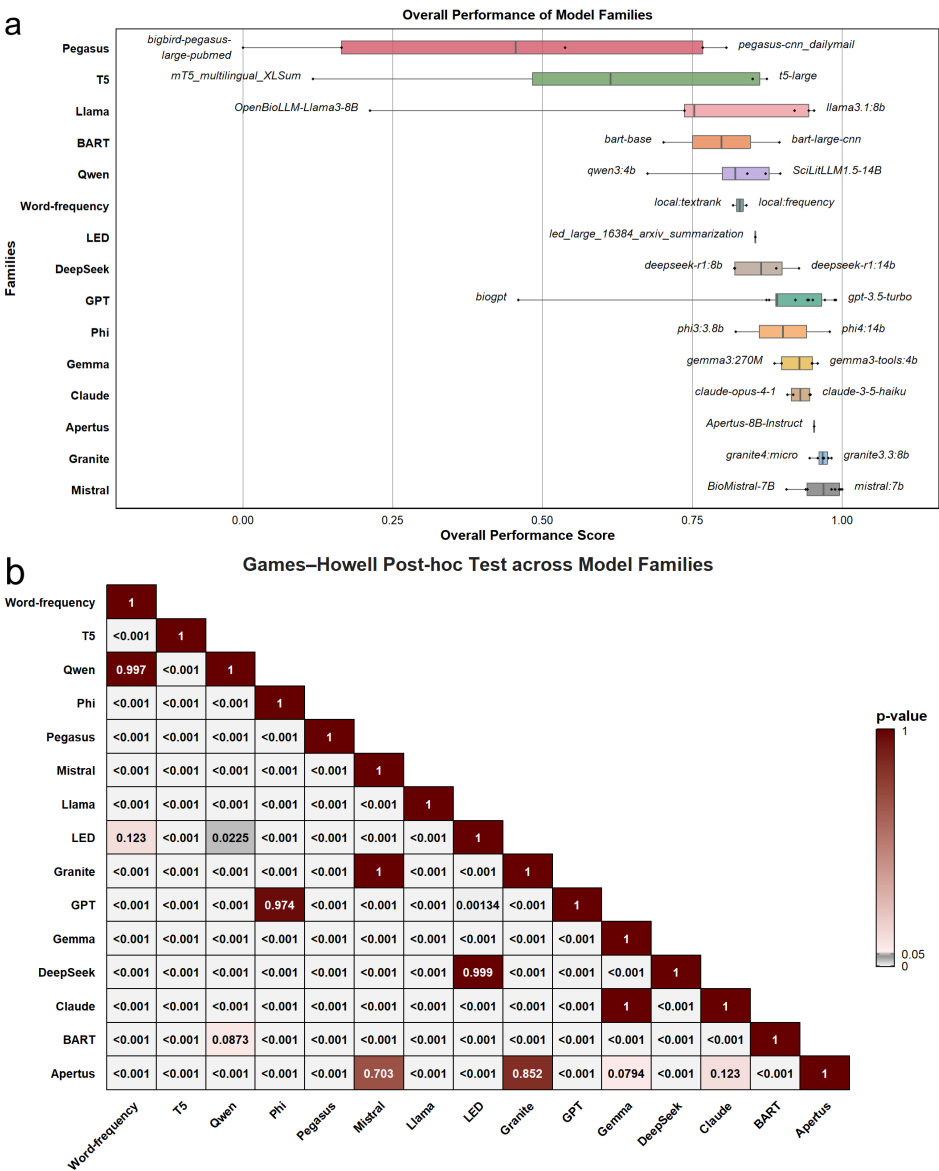 a
Overall Performance of Model Families
Families
Pegasus
bigbird-pegasus-
large-pubmed
pegasus-cnn_dailymail
T5
mT5_multilingual_XLSum
t5-large
Llama
OpenBioLLM-Llama3-8B
llama3.1:8b
BART
bart-base
bart-large-cnn
Qwen
qwen3:4b
SciLitLLM1.5-14B
Word-frequency
local:textrank
local:frequency
LED
led_large_16384_arxiv_summarization
DeepSeek
deepseek-r1:8b
deepseek-r1:14b
GPT
biogpt
gpt-3.5-turbo
Phi
phi3:3.8b
phi4:14b
Gemma
gemma3:270M
gemma3-tools:4b
Claude
claude-opus-4-1
claude-3-5-haiku
Apertus
Apertus-8B-Instruct
Granite
granite4:micro
granite3.3:8b
Mistral
BioMistral-7B
mistral:7b
0.00 0.25 0.50 0.75 1.00
Overall Performance Score
b
Games–Howell Post-hoc Test across Model Families
Word-frequency 1
T5 <0.001 1
Qwen 0.997 <0.001 1
Phi <0.001 <0.001 <0.001 1
Pegasus <0.001 <0.001 <0.001 <0.001 1
Mistral <0.001 <0.001 <0.001 <0.001 <0.001 1
Llama <0.001 <0.001 <0.001 <0.001 <0.001 <0.001 1
LED 0.123 <0.001 0.0225 <0.001 <0.001 <0.001 <0.001 1
Granite <0.001 <0.001 <0.001 <0.001 <0.001 1 <0.001 <0.001 1
GPT <0.001 <0.001 <0.001 0.974 <0.001 <0.001 <0.001 0.00134 <0.001 1
Gemma <0.001 <0.001 <0.001 <0.001 <0.001 <0.001 <0.001 <0.001 <0.001 <0.001 1
DeepSeek <0.001 <0.001 <0.001 <0.001 <0.001 <0.001 <0.001 0.999 <0.001 <0.001 <0.001 1
Claude <0.001 <0.001 <0.001 <0.001 <0.001 <0.001 <0.001 <0.001 <0.001 <0.001 1 <0.001 1
BART <0.001 <0.001 0.0873 <0.001 <0.001 <0.001 <0.001 <0.001 <0.001 <0.001 <0.001 <0.001 <0.001 1
Apertus <0.001 <0.001 <0.001 <0.001 <0.001 0.703 <0.001 <0.001 0.852 <0.001 0.0794 <0.001 0.123 <0.001 1
Word-frequency T5 Qwen Phi Pegasus Mistral Llama LED Granite GPT Gemma DeepSeek Claude BART Apertus
p-value
1
0.05
0